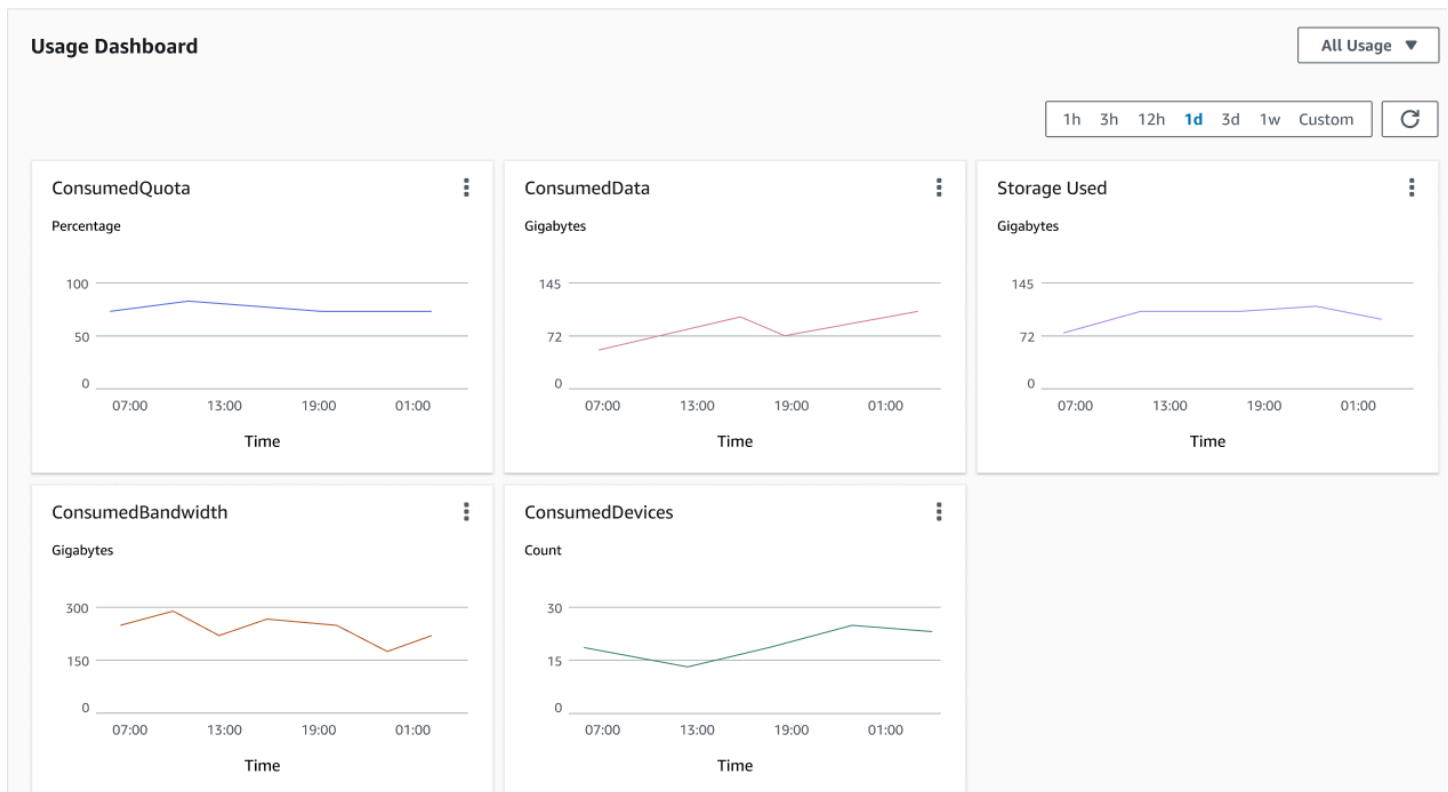 Usage Dashboard
All Usage
1h 3h 12h 1d 3d 1w Custom
ConsumedQuota
Percentage
100
50
0
07:00 13:00 19:00 01:00
Time
ConsumedData
Gigabytes
145
72
0
07:00 13:00 19:00 01:00
Time
Storage Used
Gigabytes
145
72
0
07:00 13:00 19:00 01:00
Time
ConsumedBandwidth
Gigabytes
300
150
0
07:00 13:00 19:00 01:00
Time
ConsumedDevices
Count
30
15
0
07:00 13:00 19:00 01:00
Time